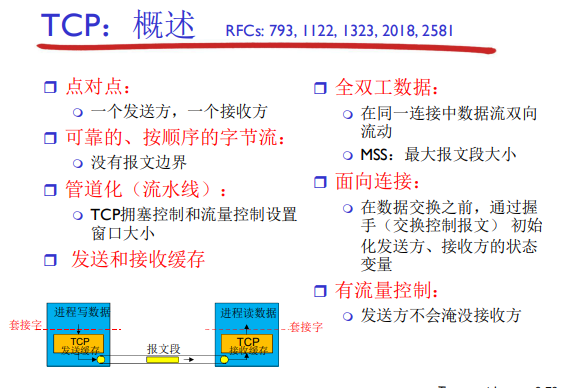 TCP：概述 RFCs: 793, 1122, 1323, 2018, 2581
点对点：
一个发送方，一个接收方
可靠的、按顺序的字节流：
没有报文边界
管道化（流水线）：
TCP拥塞控制和流量控制设置
窗口大小
发送和接收缓存
全双工数据：
在同一连接中数据流双向
流动
MSS：最大报文段大小
面向连接：
在数据交换之前，通过握
手（交换控制报文） 初始
化发送方、接收方的状态
变量
有流量控制：
发送方不会淹没接收方
进程写数据
套接字
TCP
发送缓存
报文段
进程读数据
套接字
TCP
接收缓存